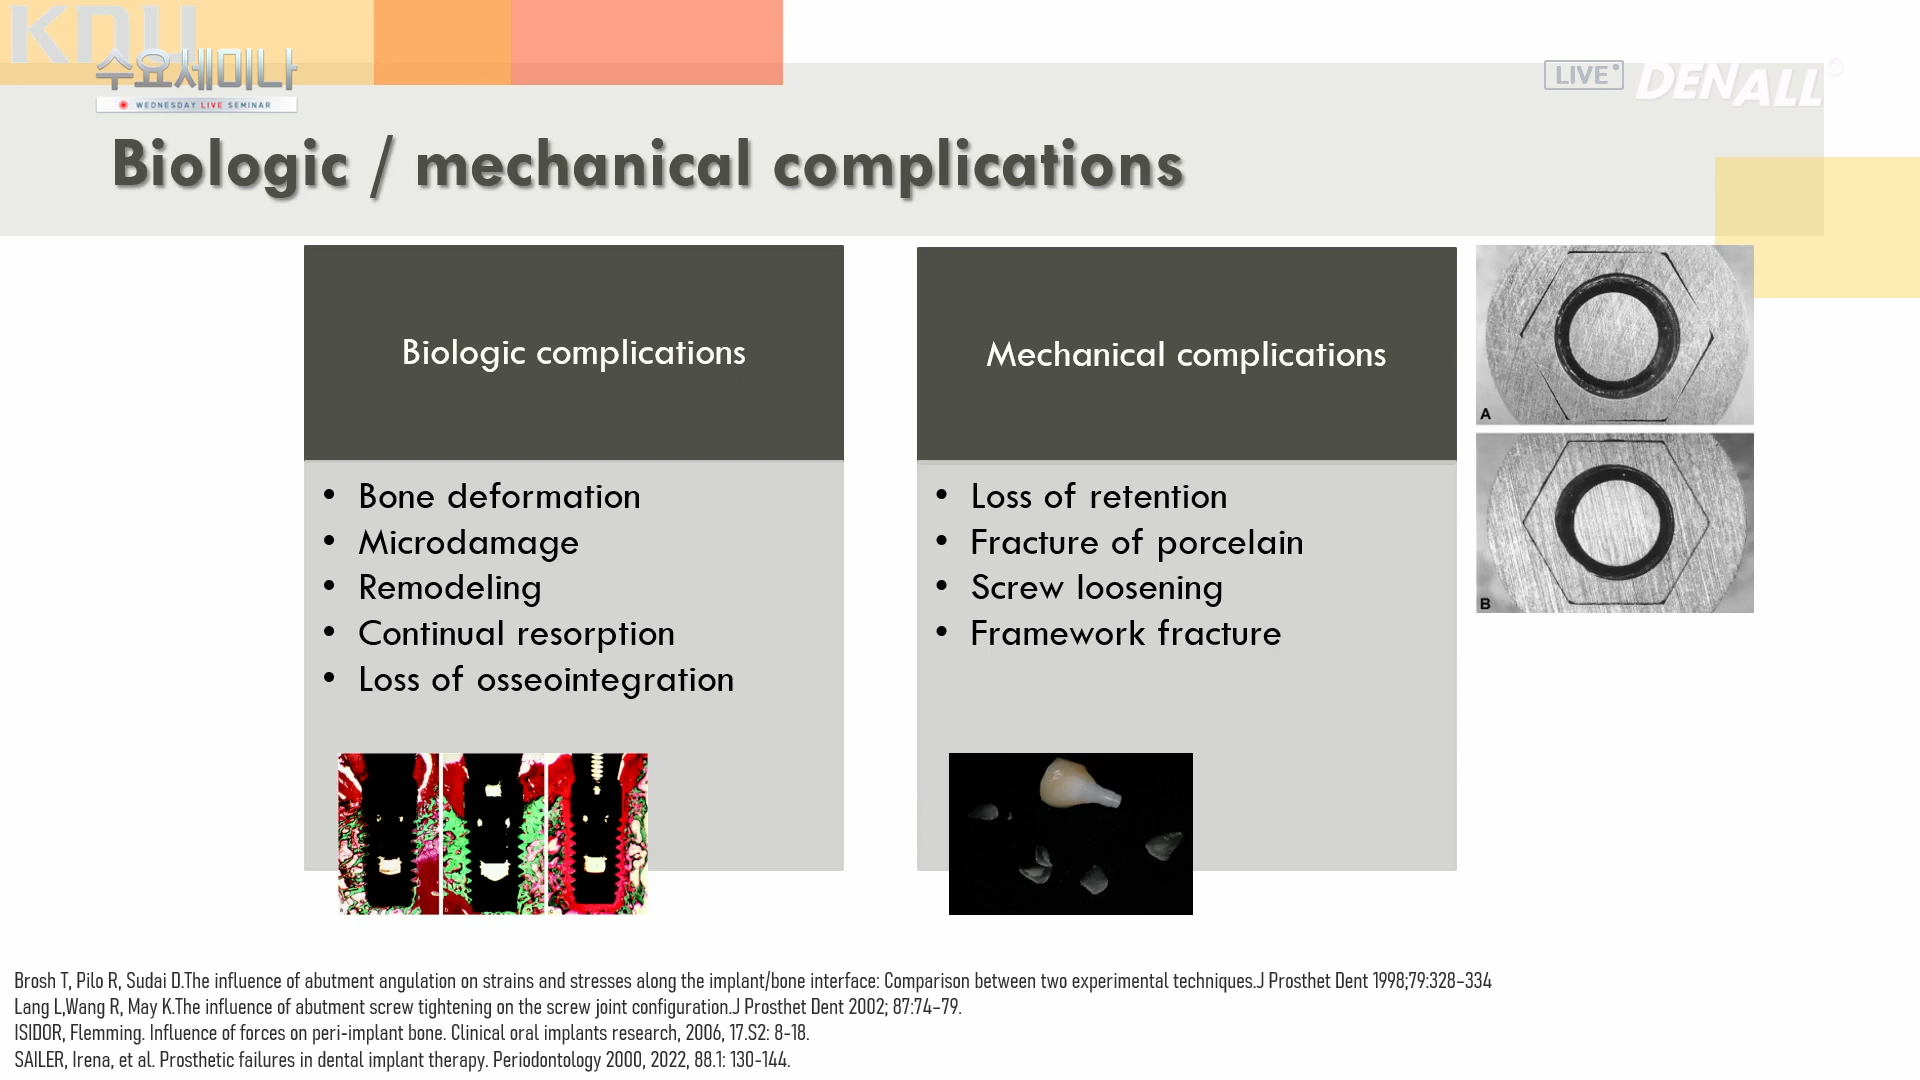 KNU
수요세미나
WEDNESDAY LIVE SEMINAR
LIVE
DENALL
Biologic / mechanical complications
Biologic complications
• Bone deformation
• Microdamage
• Remodeling
• Continual resorption
• Loss of osseointegration
Mechanical complications
• Loss of retention
• Fracture of porcelain
• Screw loosening
• Framework fracture
A
B
a
b
c
Brosh T, Pilo R, Sudai D.The influence of abutment angulation on strains and stresses along the implant/bone interface: Comparison between two experimental techniques.J Prosthet Dent 1998;79:328–334
Lang L,Wang R, May K.The influence of abutment screw tightening on the screw joint configuration.J Prosthet Dent 2002; 87:74–79.
ISIDOR, Flemming. Influence of forces on peri‐implant bone. Clinical oral implants research, 2006, 17.S2: 8-18.
SAILER, Irena, et al. Prosthetic failures in dental implant therapy. Periodontology 2000, 2022, 88.1: 130-144.